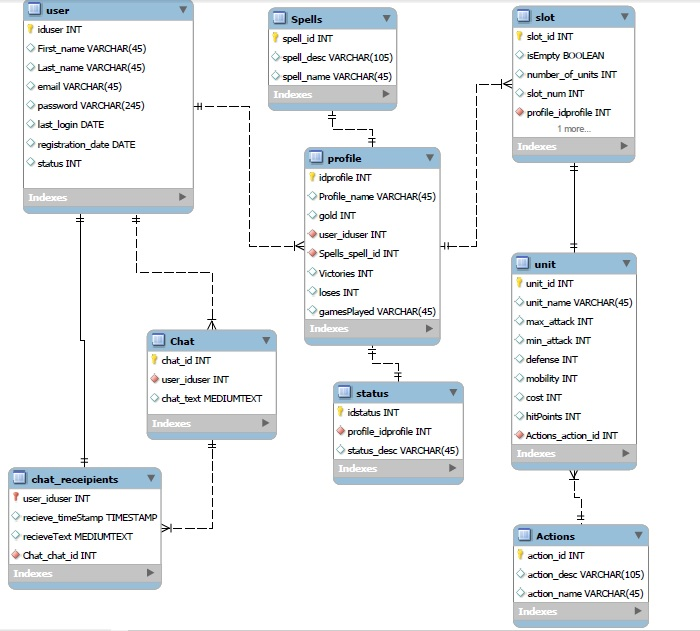 user
iduser INT
First_name VARCHAR(45)
Last_name VARCHAR(45)
email VARCHAR(45)
password VARCHAR(245)
last_login DATE
registration_date DATE
status INT
Indexes
Spells
spell_id INT
spell_desc VARCHAR(105)
spell_name VARCHAR(45)
Indexes
slot
slot_id INT
isEmpty BOOLEAN
number_of_units INT
slot_num INT
profile_idprofile INT
1 more...
Indexes
profile
idprofile INT
Profile_name VARCHAR(45)
gold INT
user_iduser INT
Spells_spell_id INT
Victories INT
loses INT
gamesPlayed VARCHAR(45)
Indexes
unit
unit_id INT
unit_name VARCHAR(45)
max_attack INT
min_attack INT
defense INT
mobility INT
cost INT
hitPoints INT
Actions_action_id INT
Indexes
Chat
chat_id INT
user_iduser INT
chat_text MEDIUMTEXT
Indexes
status
idstatus INT
profile_idprofile INT
status_desc VARCHAR(45)
Indexes
chat_receipients
user_iduser INT
recieve_timeStamp TIMESTAMP
recieveText MEDIUMTEXT
Chat_chat_id INT
Indexes
Actions
action_id INT
action_desc VARCHAR(105)
action_name VARCHAR(45)
Indexes